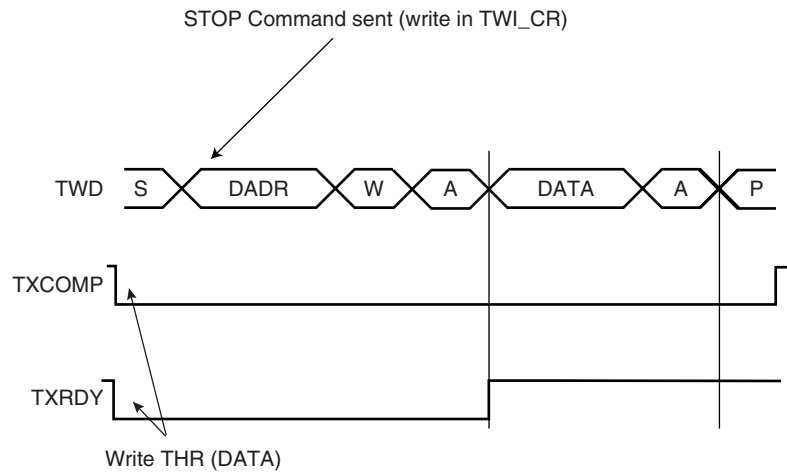 STOP Command sent (write in TWI_CR)
TWD S DADR W A DATA A P
TXCOMP
TXRDY
Write THR (DATA)